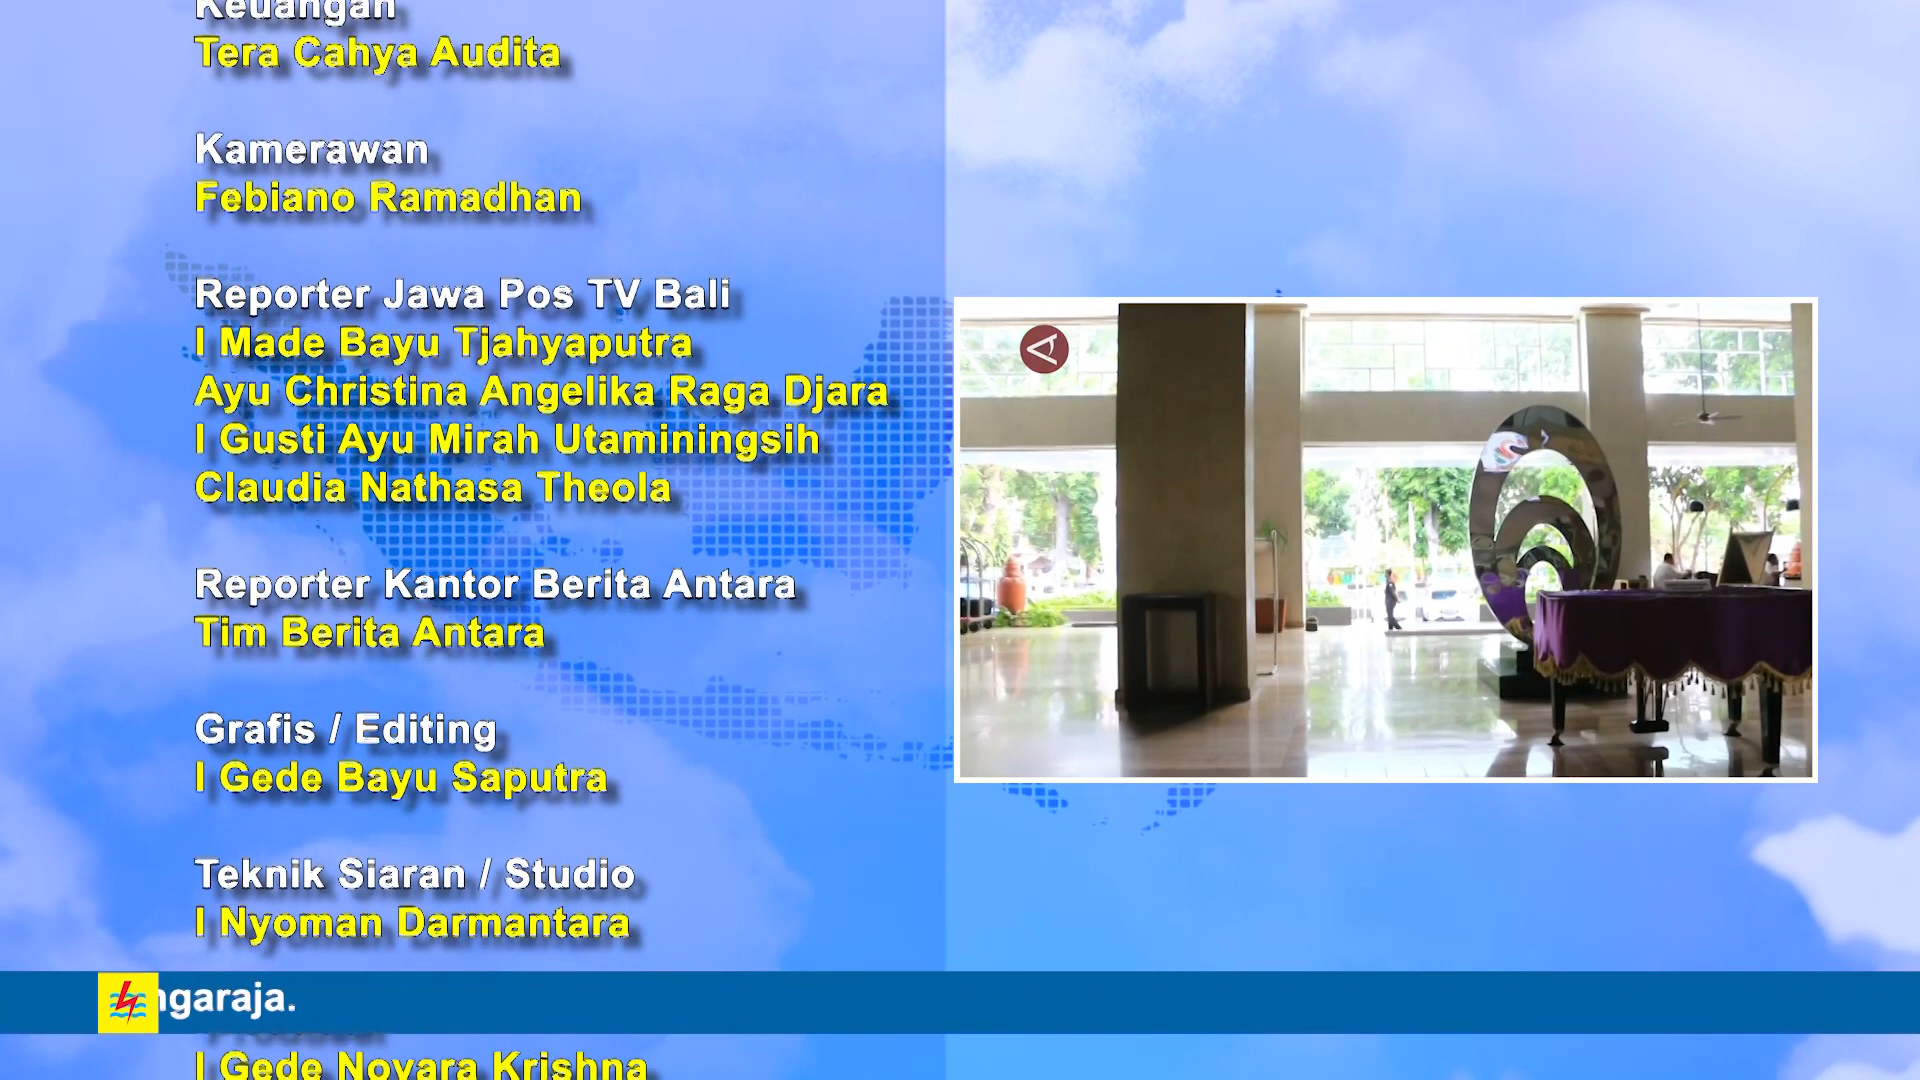 Keuangan
Tera Cahya Audita
Kamerawan
Febiano Ramadhan
Reporter Jawa Pos TV Bali
I Made Bayu Tjahyaputra
Ayu Christina Angelika Raga Djara
I Gusti Ayu Mirah Utaminingsih
Claudia Nathasa Theola
Reporter Kantor Berita Antara
Tim Berita Antara
Grafis / Editing
I Gede Bayu Saputra
Teknik Siaran / Studio
I Nyoman Darmantara
ngaraja.
I Gede Novara Krishna